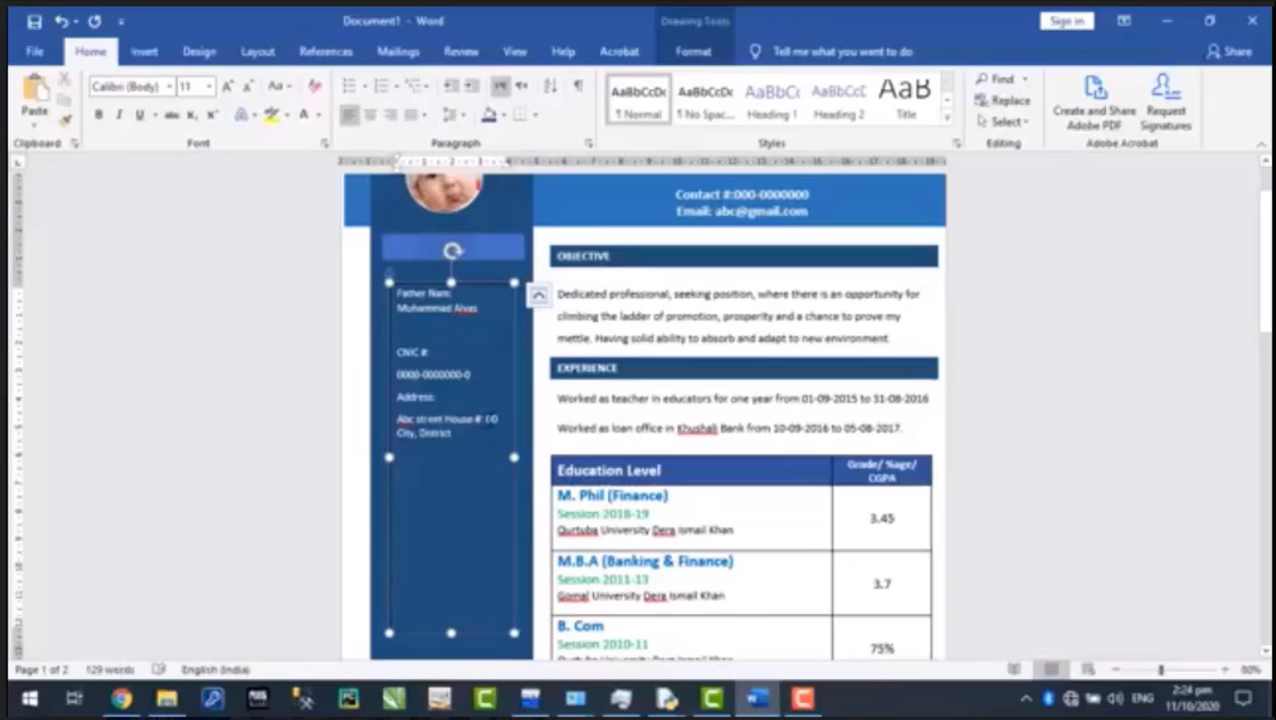 Document1 - Word
Drawing Tools
Sign in
File
Home
Insert
Design
Layout
References
Mailings
Review
View
Help
Acrobat
Format
Tell me what you want to do
Share
Paste
Calibri (Body)
11
Aa
B I U abc X, X
AaBbCcDc
¶ Normal
AaBbCcDc
¶ No Spac...
AaBbCc
Heading 1
AaBbCcD
Heading 2
AaB
Title
Find
Replace
Select
Create and Share
Adobe PDF
Request
Signatures
Clipboard
Font
Paragraph
Styles
Editing
Adobe Acrobat
Contact #:000-0000000
Email: abc@gmail.com
Father Nam:
Muhammad Alvas
CNIC #:
0000-0000000-0
Address:
Abc street House #: 00
City, District
OBJECTIVE
Dedicated professional, seeking position, where there is an opportunity for
climbing the ladder of promotion, prosperity and a chance to prove my
mettle. Having solid ability to absorb and adapt to new environment.
EXPERIENCE
Worked as teacher in educators for one year from 01-09-2015 to 31-08-2016
Worked as loan office in Khushali Bank from 10-09-2016 to 05-08-2017.
Education Level
Grade/ %age/
CGPA
M. Phil (Finance)
Session 2018-19
Qurtuba University Dera Ismail Khan
3.45
M.B.A (Banking & Finance)
Session 2011-13
Gomal University Dera Ismail Khan
3.7
B. Com
Session 2010-11
75%
Page 1 of 2
129 words
English (India)
80%
ENG
2:24 pm
11/10/2020